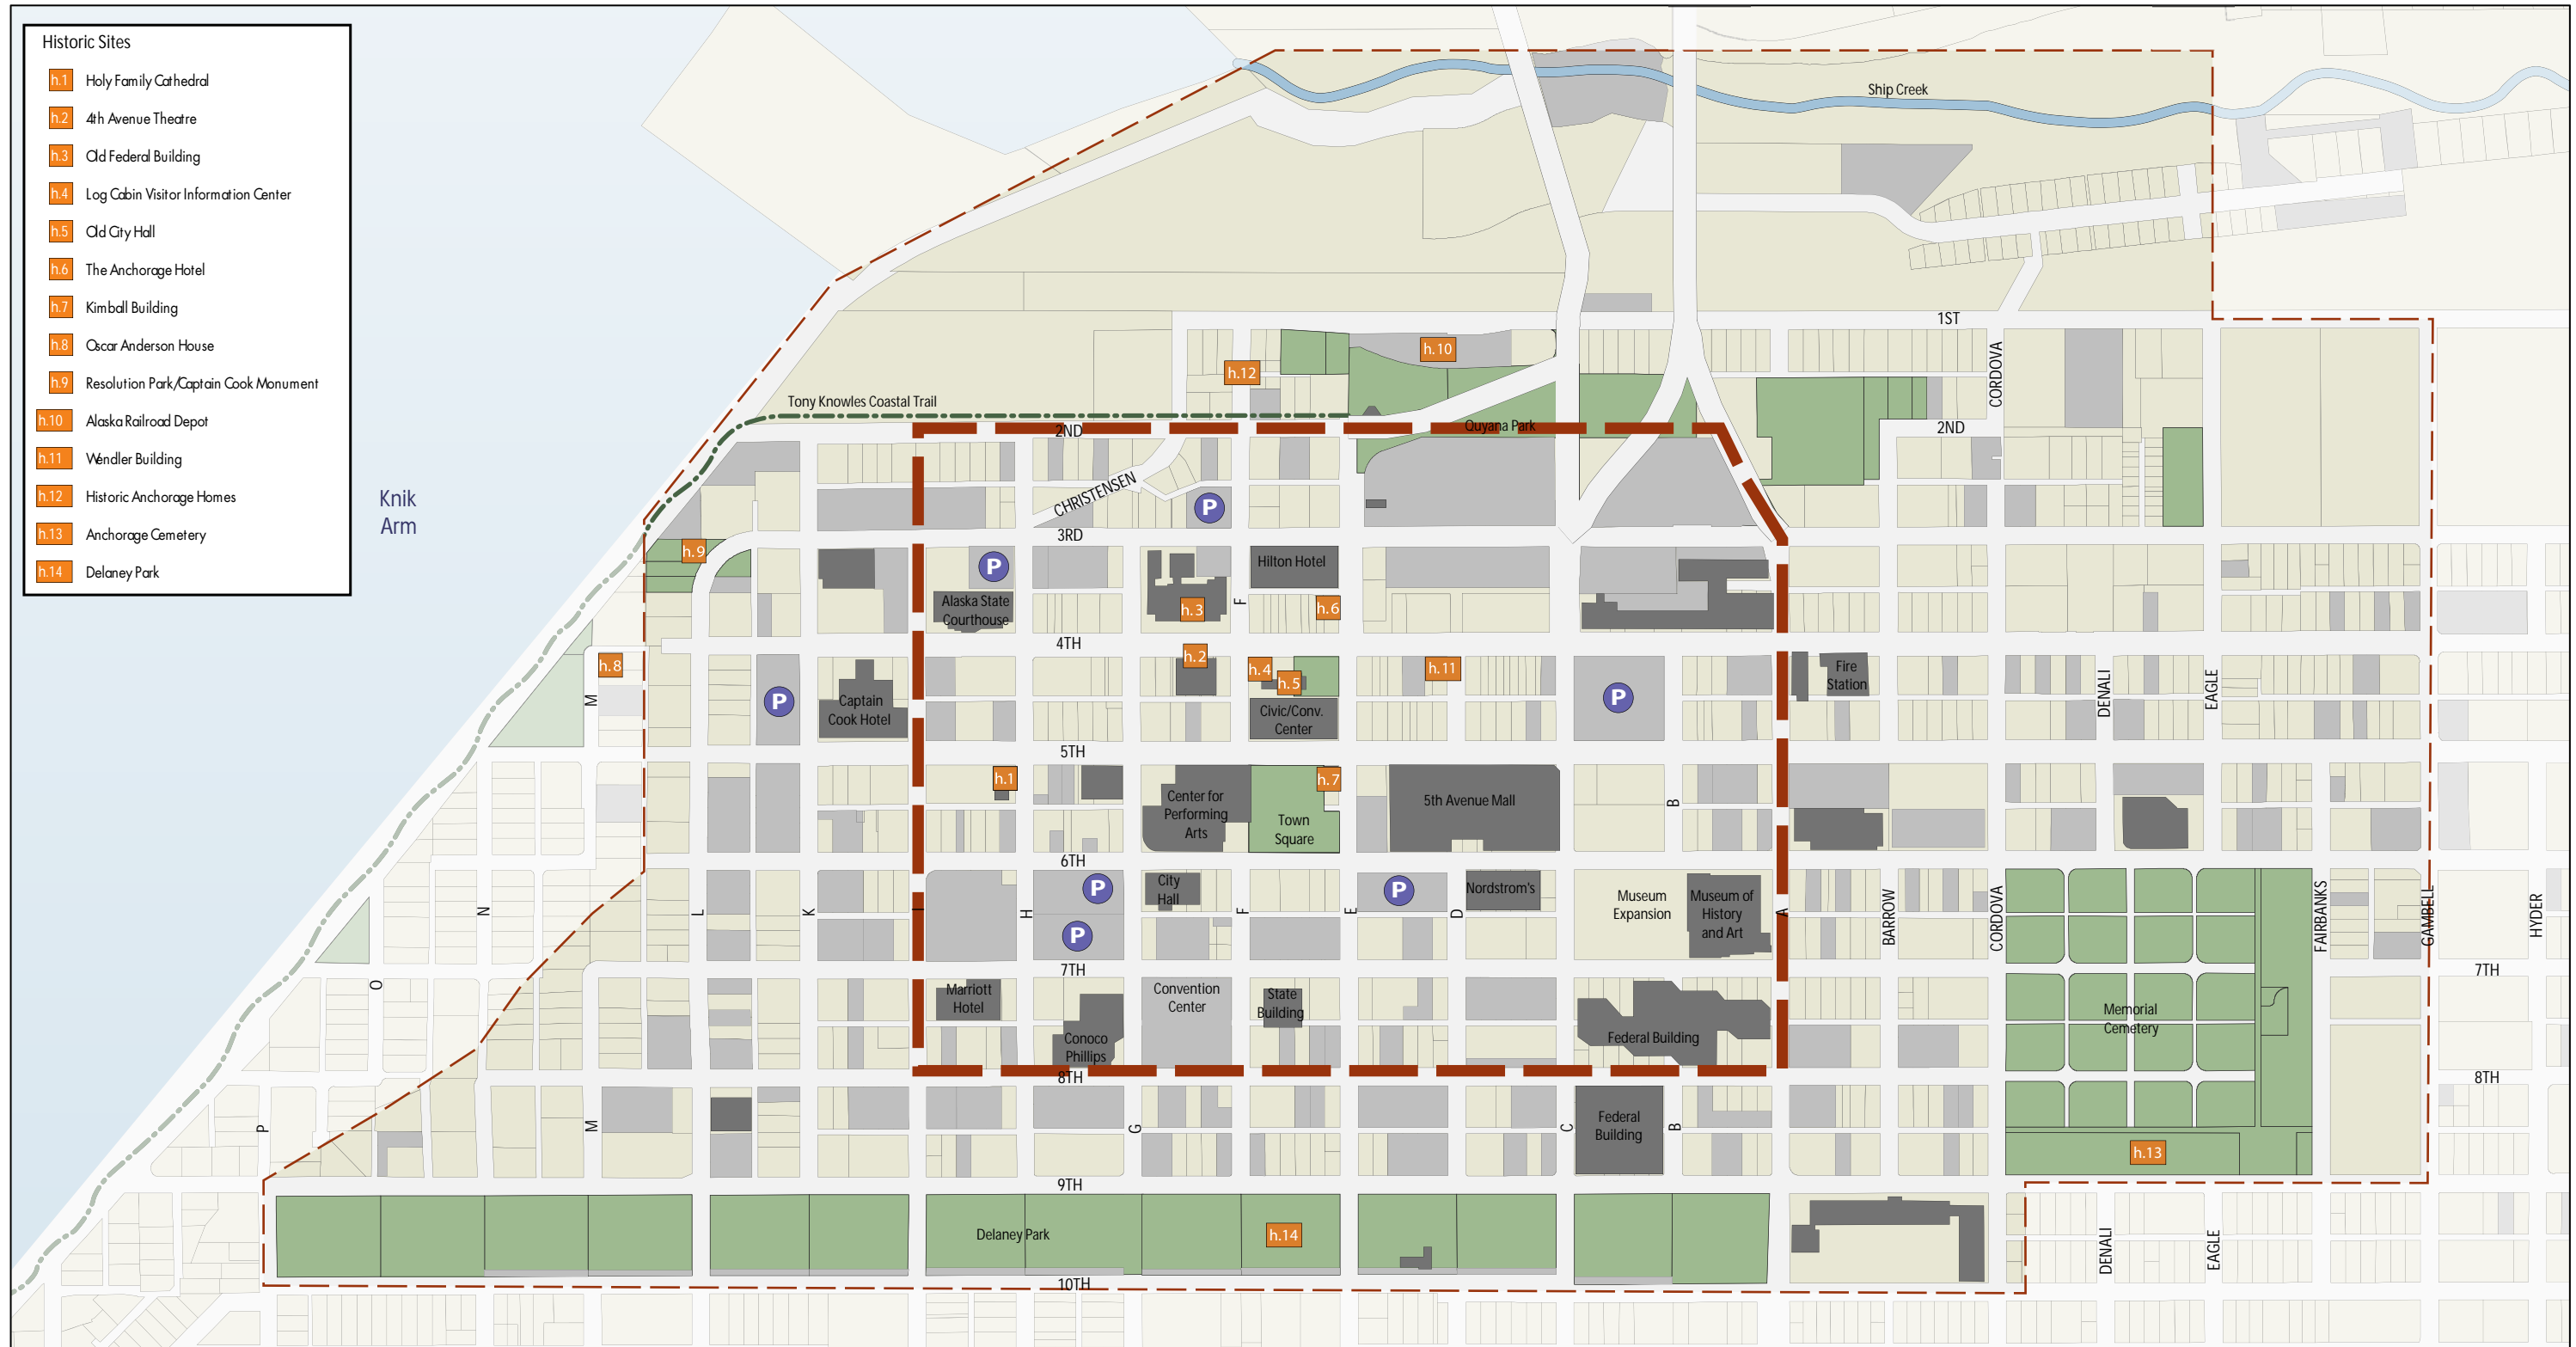 Historic Sites
h.1 Holy Family Cathedral
h.2 4th Avenue Theatre
h.3 Old Federal Building
h.4 Log Cabin Visitor Information Center
h.5 Old City Hall
h.6 The Anchorage Hotel
h.7 Kimball Building
h.8 Oscar Anderson House
h.9 Resolution Park/Captain Cook Monument
h.10 Alaska Railroad Depot
h.11 Wendler Building
h.12 Historic Anchorage Homes
h.13 Anchorage Cemetery
h.14 Delaney Park
Ship Creek
1ST
h.10
CORDOVA
h.12
Tony Knowles Coastal Trail
2ND
Quyana Park
2ND
Knik
Arm
CHRISTENSEN
P
3RD
h.9
P
Hilton Hotel
Alaska State
Courthouse
h.3
F
h.6
4TH
h.8
h.2
h.4
h.5
h.11
Fire
Station
M
P
Captain
Cook Hotel
Civic/Conv.
Center
P
DENALI
EAGLE
5TH
h.1
h.7
Center for
Performing
Arts
Town
Square
5th Avenue Mall
B
6TH
P
City
Hall
P
Nordstrom's
Museum
Expansion
Museum of
History
and Art
N
L
K
I
H
F
E
D
A
BARROW
CORDOVA
FAIRBANKS
GAMBELL
HYDER
P
7TH
7TH
O
Marriott
Hotel
Convention
Center
State
Building
Memorial
Cemetery
Conoco
Phillips
Federal Building
8TH
8TH
P
M
G
C
Federal
Building
B
h.13
9TH
Delaney Park
h.14
DENALI
EAGLE
10TH